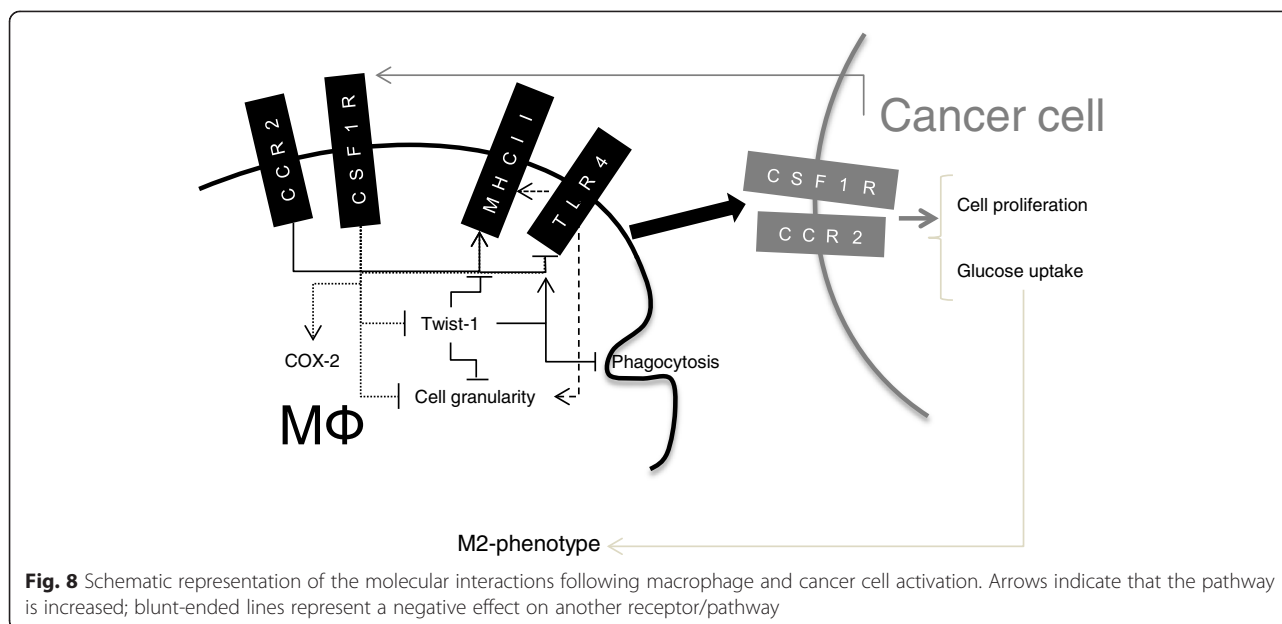 CCR2
CSF1R
MHCII
TLR4
Cancer cell
CSF1R
CCR2
Cell proliferation
Glucose uptake
Twist-1
COX-2
Phagocytosis
Cell granularity
MΦ
M2-phenotype
Fig. 8 Schematic representation of the molecular interactions following macrophage and cancer cell activation. Arrows indicate that the pathway
is increased; blunt-ended lines represent a negative effect on another receptor/pathway